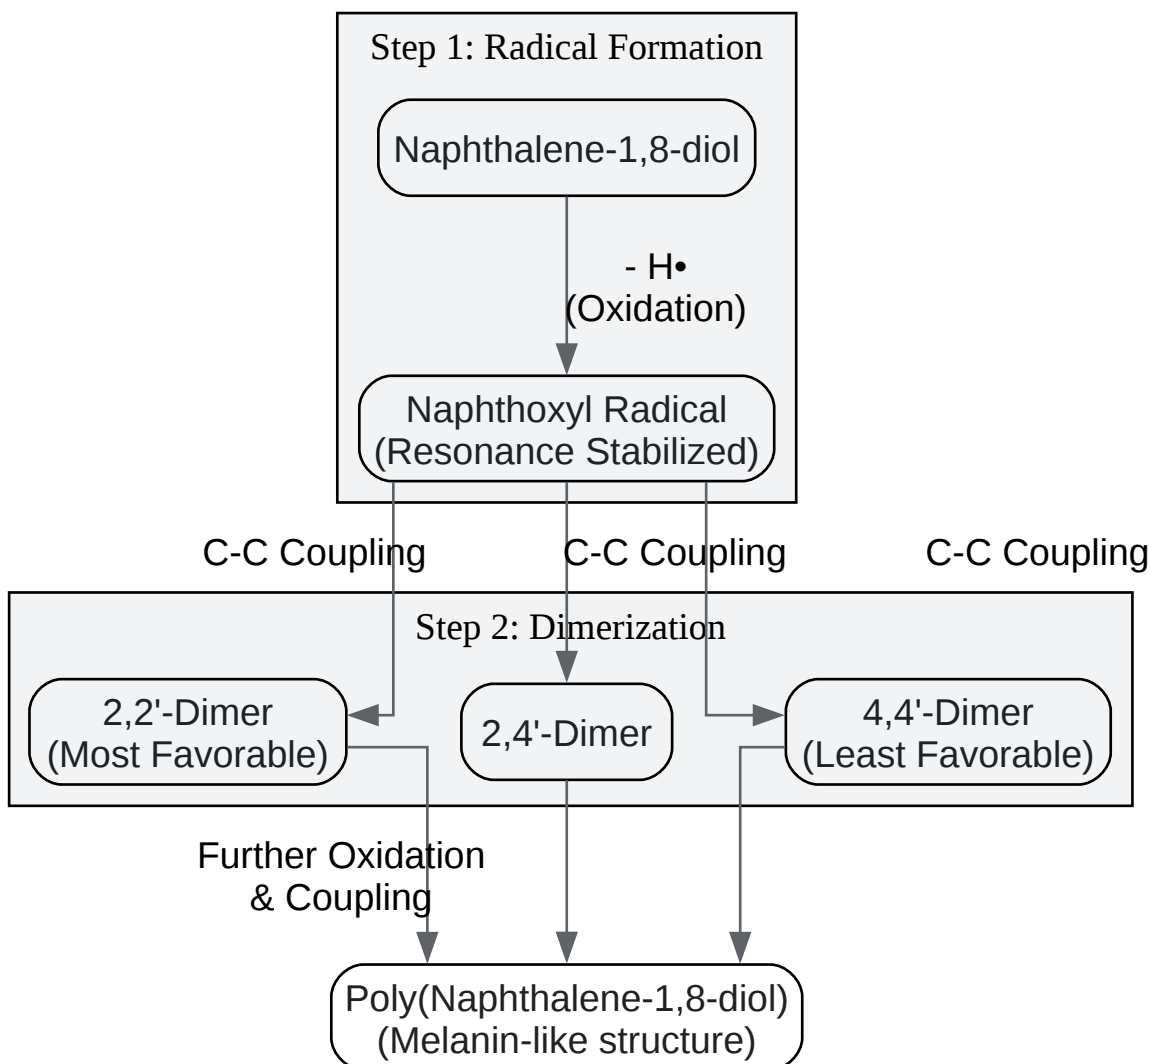 Step 1: Radical Formation
Naphthalene-1,8-diol
- H•
(Oxidation)
Naphthoxyl Radical
(Resonance Stabilized)
C-C Coupling
C-C Coupling
C-C Coupling
Step 2: Dimerization
2,2'-Dimer
(Most Favorable)
2,4'-Dimer
4,4'-Dimer
(Least Favorable)
Further Oxidation
& Coupling
Poly(Naphthalene-1,8-diol)
(Melanin-like structure)